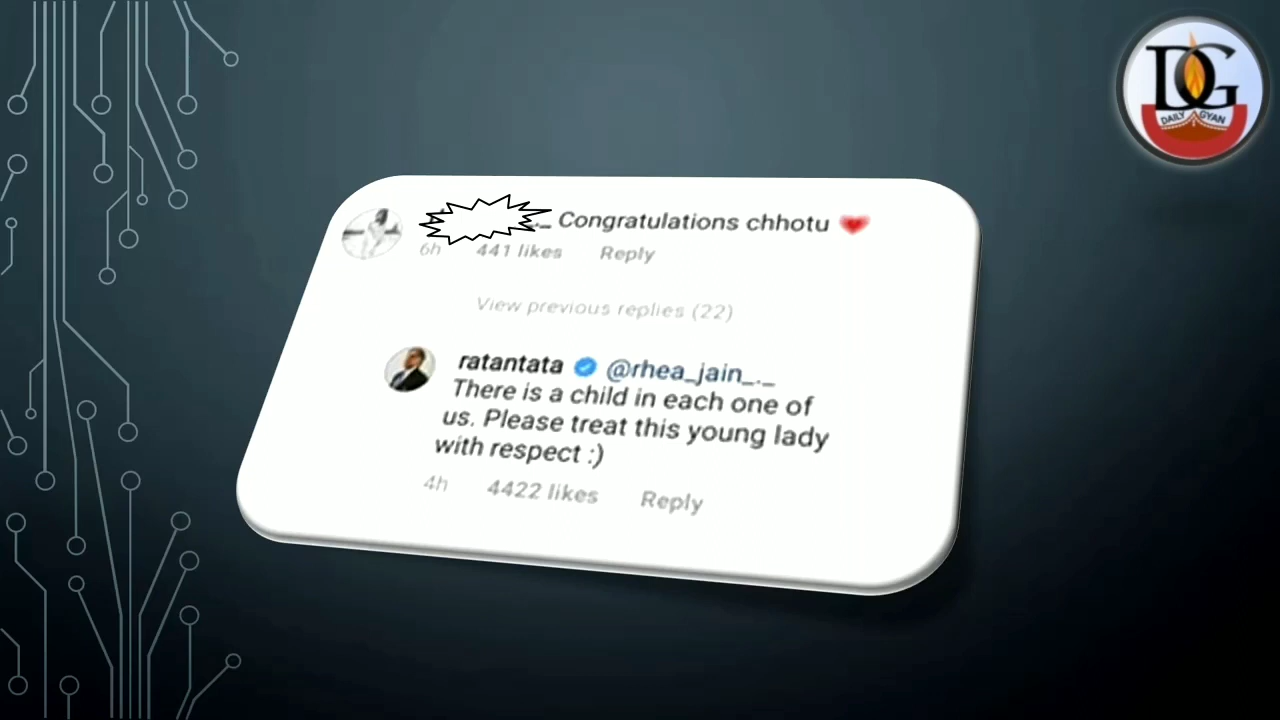 DG
DAILY GYAN
._ Congratulations chhotu ❤
6h 441 likes Reply
View previous replies (22)
ratantata @rhea_jain_._
There is a child in each one of
us. Please treat this young lady
with respect :)
4h 4422 likes Reply